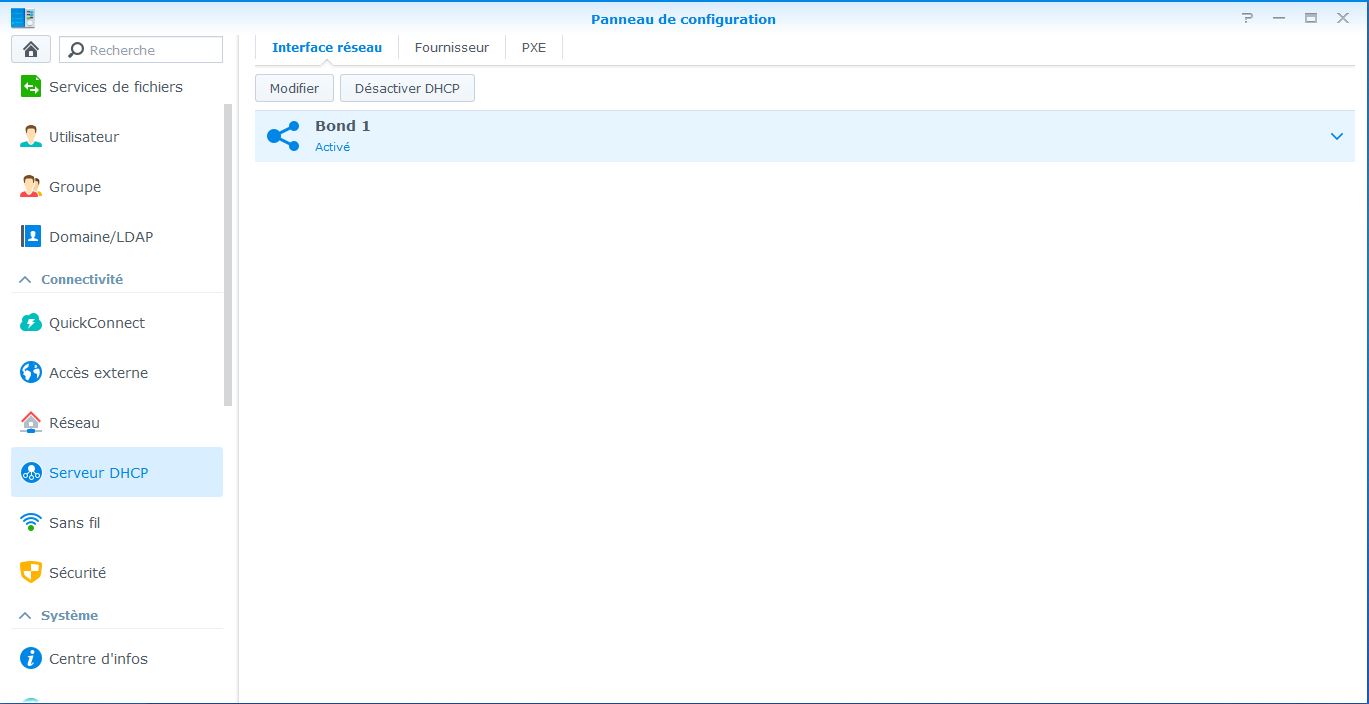 Panneau de configuration
Recherche
Services de fichiers
Utilisateur
Groupe
Domaine/LDAP
Connectivité
QuickConnect
Accès externe
Réseau
Serveur DHCP
Sans fil
Sécurité
Système
Centre d'infos
Interface réseau
Fournisseur
PXE
Modifier
Désactiver DHCP
Bond 1
Activé